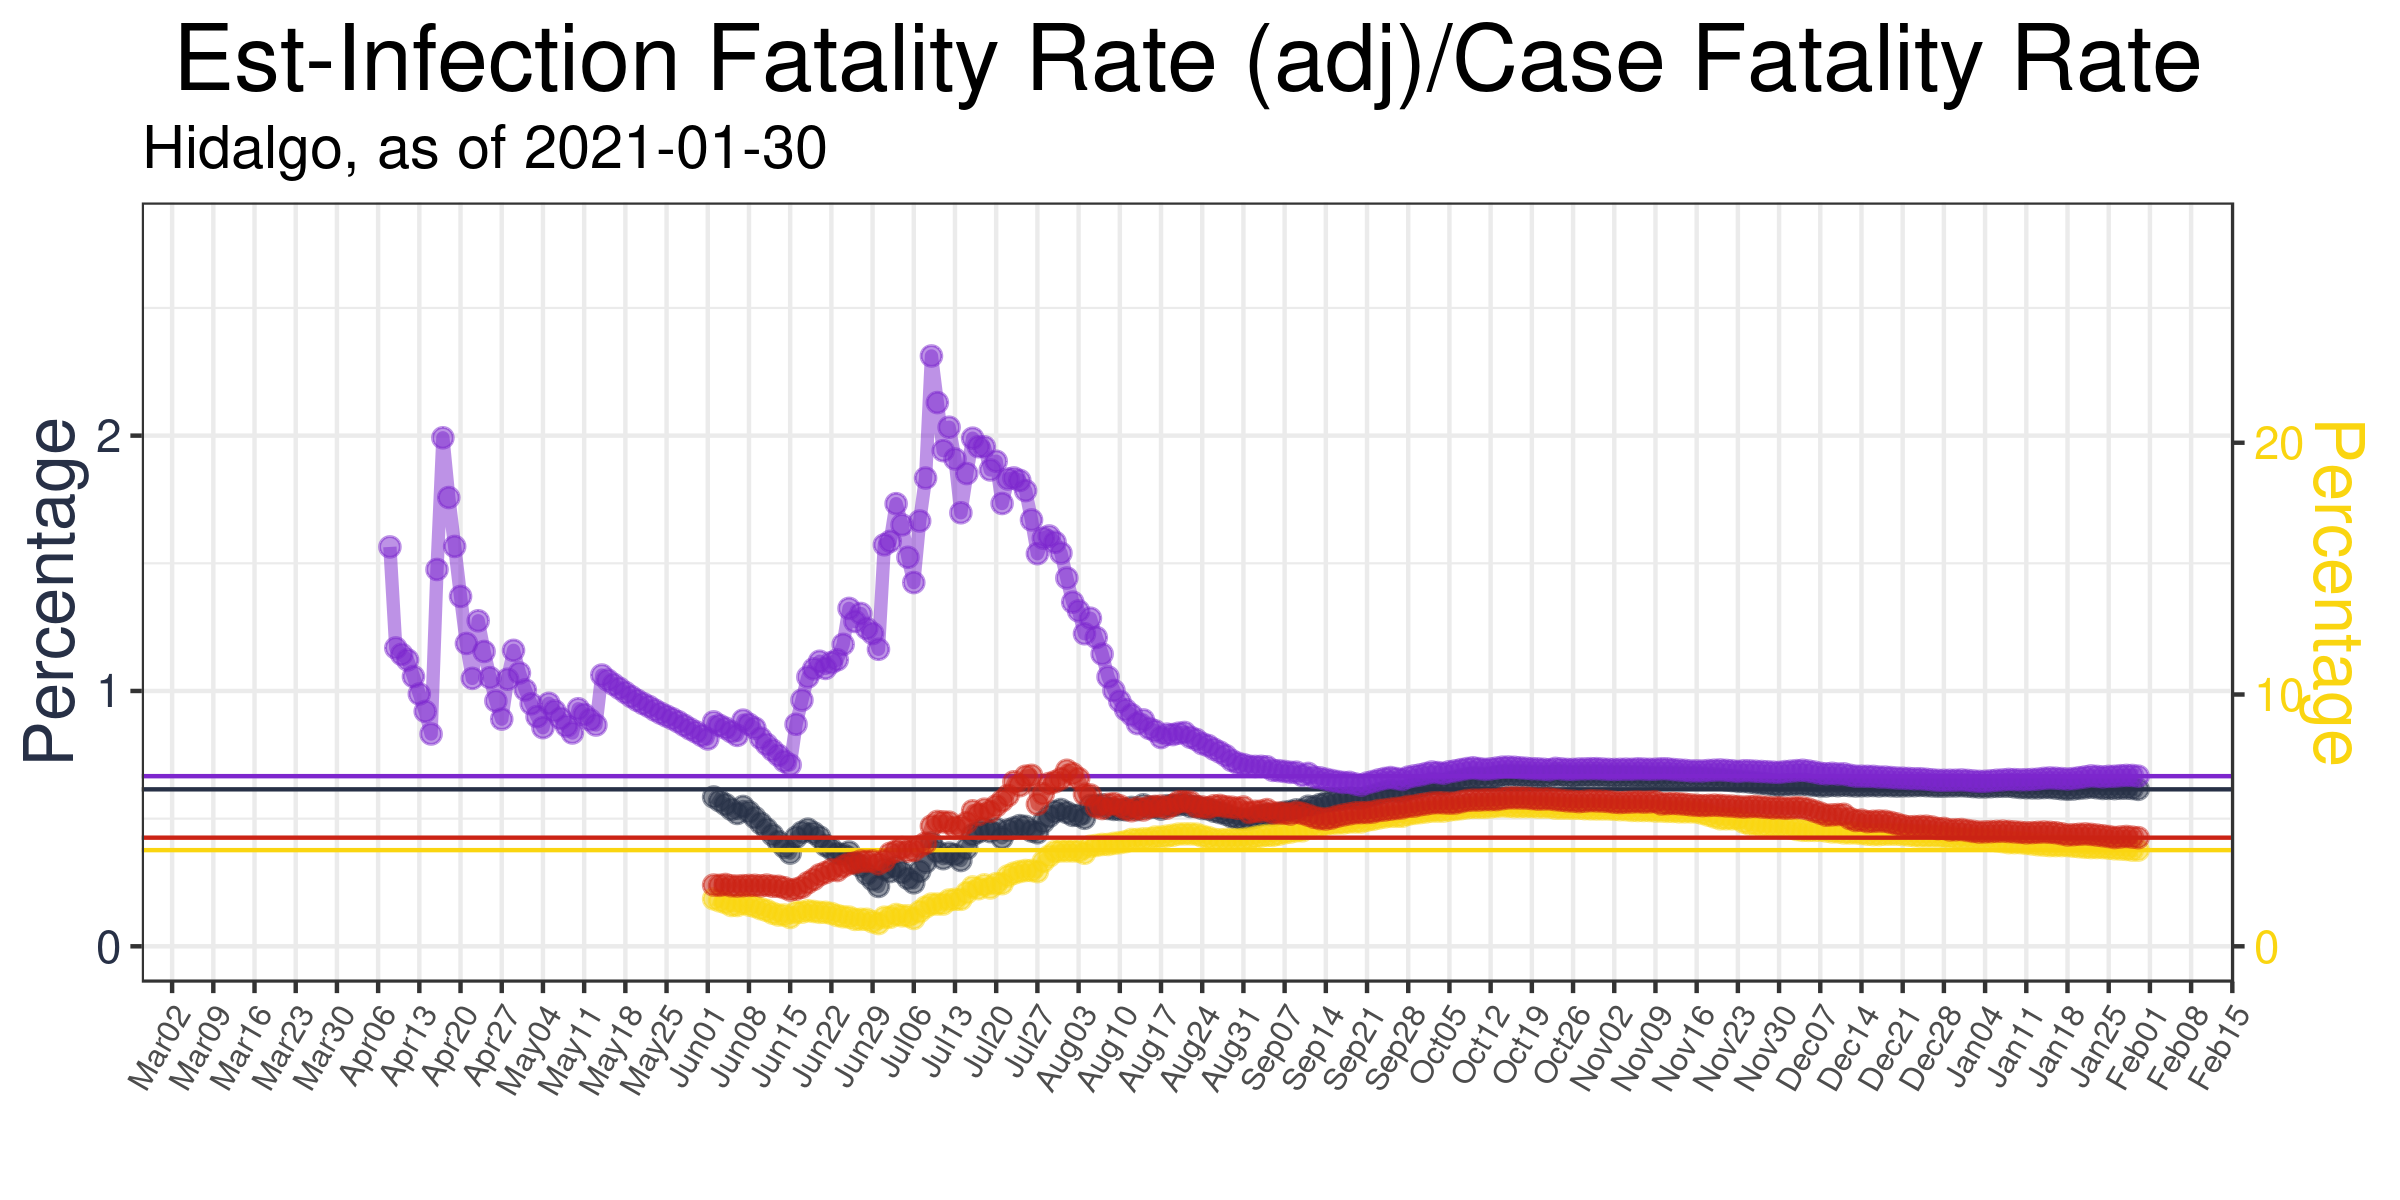 Est-Infection Fatality Rate (adj)/Case Fatality Rate
Hidalgo, as of 2021-01-30
Percentage
2
1
0
20
10
0
Percentage
Mar02
Mar09
Mar16
Mar23
Mar30
Apr06
Apr13
Apr20
Apr27
May04
May11
May18
May25
Jun01
Jun08
Jun15
Jun22
Jun29
Jul06
Jul13
Jul20
Jul27
Aug03
Aug10
Aug17
Aug24
Aug31
Sep07
Sep14
Sep21
Sep28
Oct05
Oct12
Oct19
Oct26
Nov02
Nov09
Nov16
Nov23
Nov30
Dec07
Dec14
Dec21
Dec28
Jan04
Jan11
Jan18
Jan25
Feb01
Feb08
Feb15